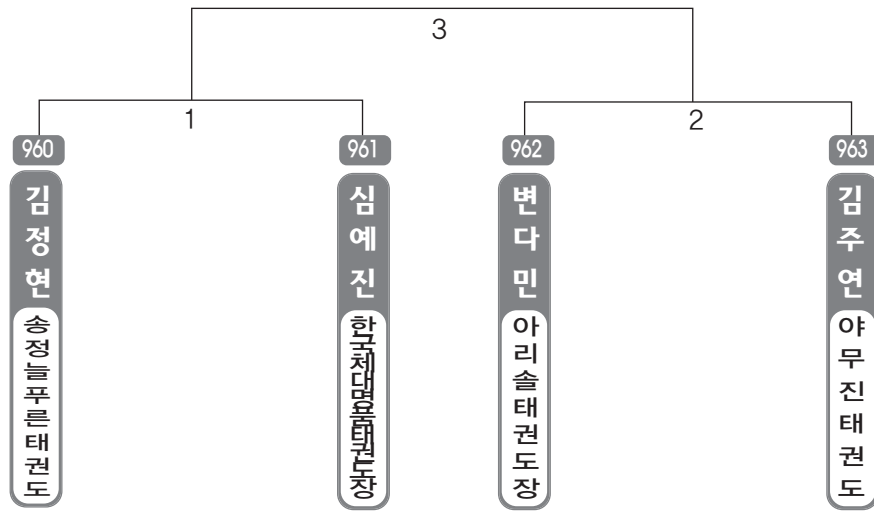 3
1
2
960
961
962
963
김정현
심예진
변다민
김주연
송정늘푸른태권도
한국체대명품태권도장
아리솔태권도장
야무진태권도